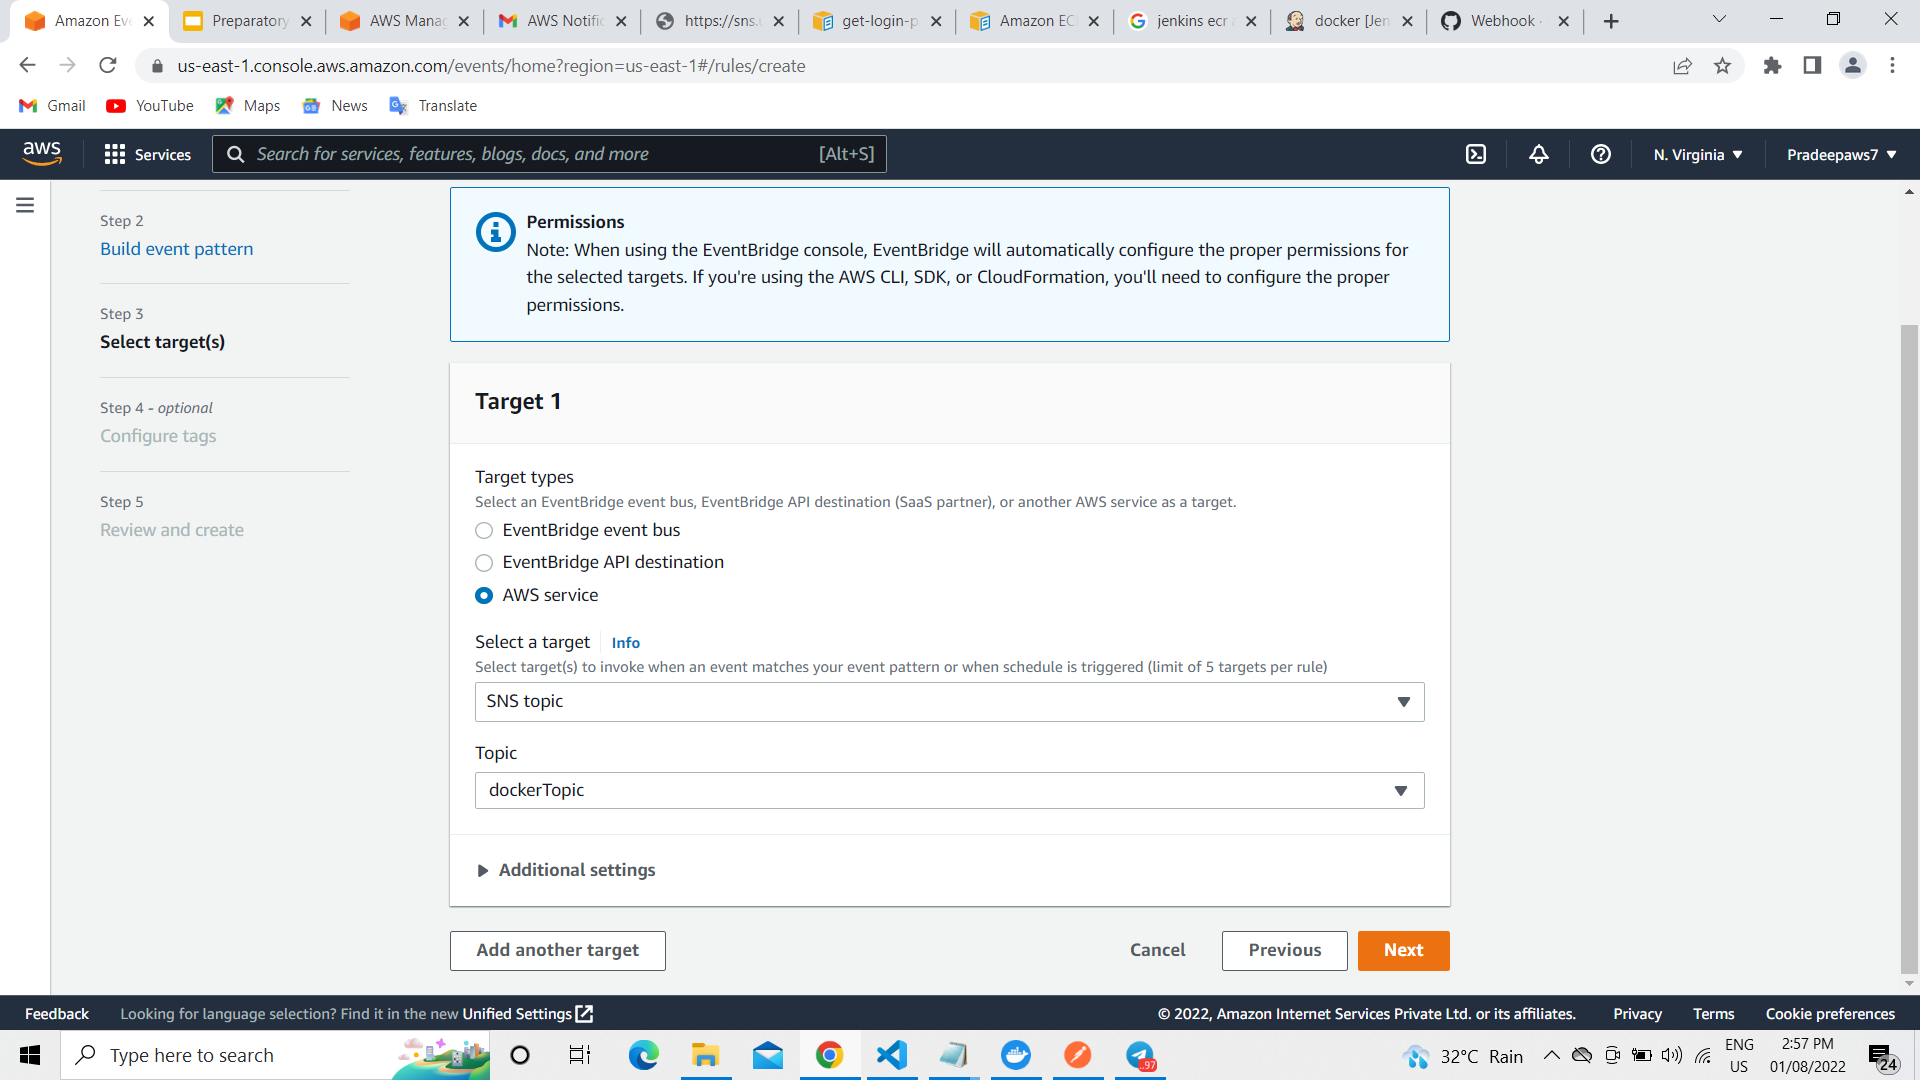 Amazon Eve
Preparatory
AWS Manag
AWS Notific
https://sns.u
get-login-p
Amazon EC
jenkins ecr a
docker [Jen
Webhook ·
us-east-1.console.aws.amazon.com/events/home?region=us-east-1#/rules/create
Gmail
YouTube
Maps
News
Translate
aws
Services
Search for services, features, blogs, docs, and more
[Alt+S]
N. Virginia
Pradeepaws7
Step 2
Build event pattern
Step 3
Select target(s)
Step 4 - optional
Configure tags
Step 5
Review and create
Permissions
Note: When using the EventBridge console, EventBridge will automatically configure the proper permissions for
the selected targets. If you're using the AWS CLI, SDK, or CloudFormation, you'll need to configure the proper
permissions.
Target 1
Target types
Select an EventBridge event bus, EventBridge API destination (SaaS partner), or another AWS service as a target.
EventBridge event bus
EventBridge API destination
AWS service
Select a target
Info
Select target(s) to invoke when an event matches your event pattern or when schedule is triggered (limit of 5 targets per rule)
SNS topic
Topic
dockerTopic
Additional settings
Add another target
Cancel
Previous
Next
Feedback
Looking for language selection? Find it in the new Unified Settings
© 2022, Amazon Internet Services Private Ltd. or its affiliates.
Privacy
Terms
Cookie preferences
Type here to search
..97
32°C Rain
ENG
US
2:57 PM
01/08/2022
24